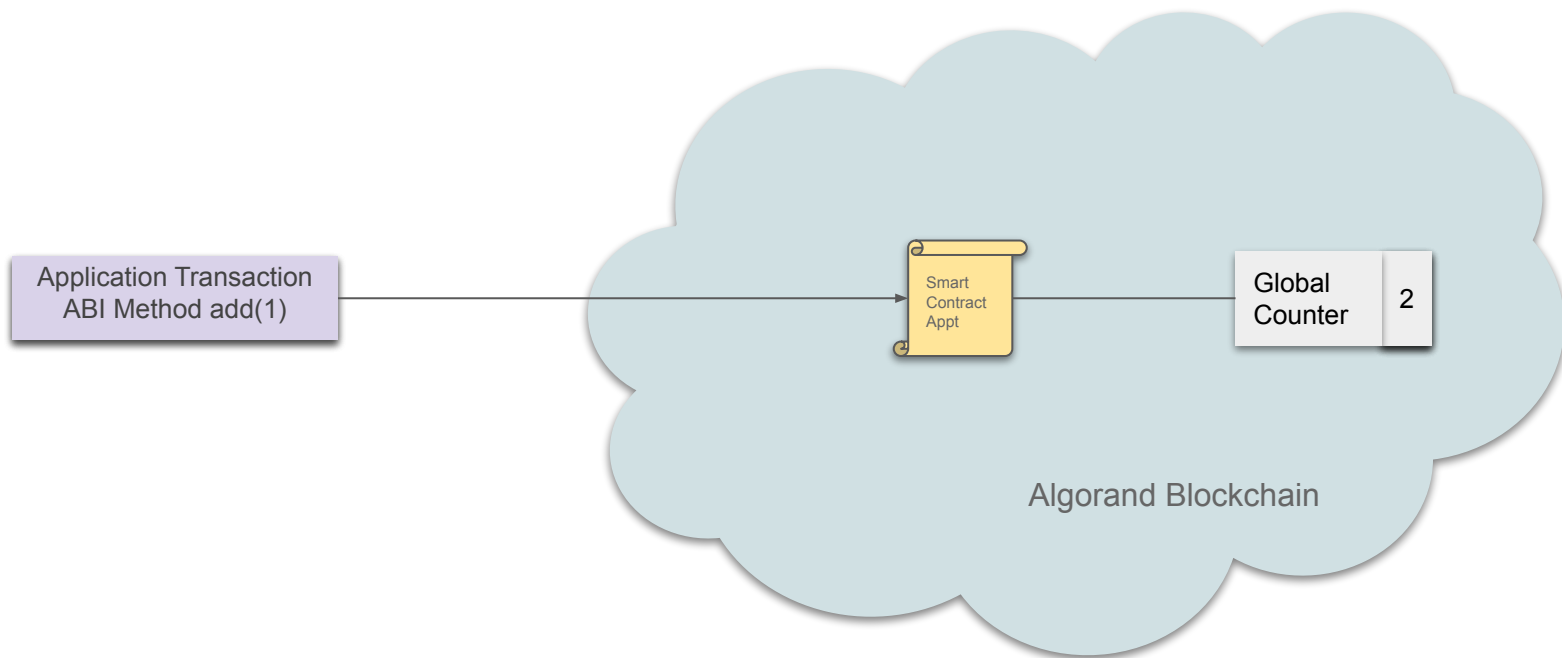 Application Transaction
ABI Method add(1)
Smart
Contract
Appt
Global
Counter
2
Algorand Blockchain